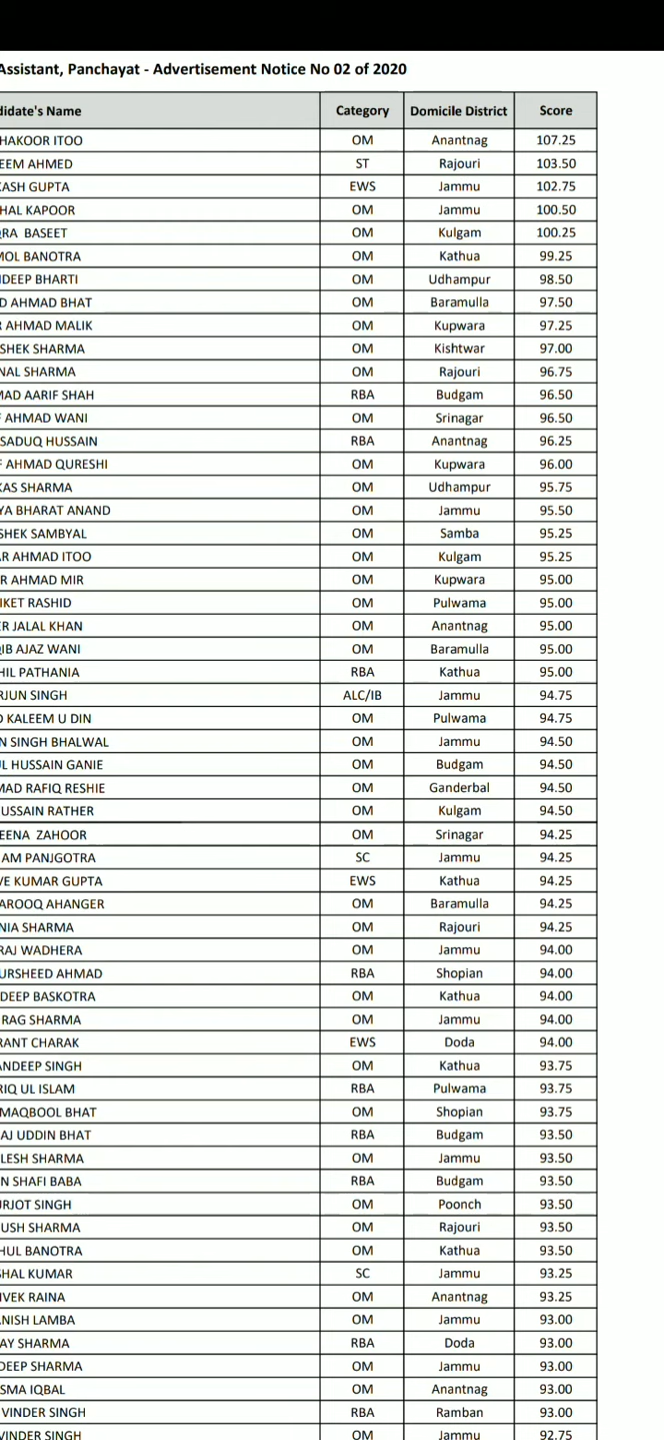 Assistant, Panchayat - Advertisement Notice No 02 of 2020
didate's Name Category Domicile District Score
HAKOOR ITOO OM Anantnag 107.25
EEM AHMED ST Rajouri 103.50
KASH GUPTA EWS Jammu 102.75
HAL KAPOOR OM Jammu 100.50
QRA BASEET OM Kulgam 100.25
MOL BANOTRA OM Kathua 99.25
NDEEP BHARTI OM Udhampur 98.50
D AHMAD BHAT OM Baramulla 97.50
R AHMAD MALIK OM Kupwara 97.25
SHEK SHARMA OM Kishtwar 97.00
NAL SHARMA OM Rajouri 96.75
MAD AARIF SHAH RBA Budgam 96.50
F AHMAD WANI OM Srinagar 96.50
SADUQ HUSSAIN RBA Anantnag 96.25
F AHMAD QURESHI OM Kupwara 96.00
KAS SHARMA OM Udhampur 95.75
YA BHARAT ANAND OM Jammu 95.50
SHEK SAMBYAL OM Samba 95.25
AR AHMAD ITOO OM Kulgam 95.25
R AHMAD MIR OM Kupwara 95.00
IKET RASHID OM Pulwama 95.00
ER JALAL KHAN OM Anantnag 95.00
QIB AJAZ WANI OM Baramulla 95.00
HIL PATHANIA RBA Kathua 95.00
RJUN SINGH ALC/IB Jammu 94.75
D KALEEM U DIN OM Pulwama 94.75
N SINGH BHALWAL OM Jammu 94.50
UL HUSSAIN GANIE OM Budgam 94.50
MAD RAFIQ RESHIE OM Ganderbal 94.50
USSAIN RATHER OM Kulgam 94.50
EENA ZAHOOR OM Srinagar 94.25
AM PANJGOTRA SC Jammu 94.25
VE KUMAR GUPTA EWS Kathua 94.25
AROOQ AHANGER OM Baramulla 94.25
NIA SHARMA OM Rajouri 94.25
RAJ WADHERA OM Jammu 94.00
URSHEED AHMAD RBA Shopian 94.00
DEEP BASKOTRA OM Kathua 94.00
RAG SHARMA OM Jammu 94.00
RANT CHARAK EWS Doda 94.00
ANDEEP SINGH OM Kathua 93.75
RIQ UL ISLAM RBA Pulwama 93.75
MAQBOOL BHAT OM Shopian 93.75
AJ UDDIN BHAT RBA Budgam 93.50
LESH SHARMA OM Jammu 93.50
N SHAFI BABA RBA Budgam 93.50
URJOT SINGH OM Poonch 93.50
USH SHARMA OM Rajouri 93.50
HUL BANOTRA OM Kathua 93.50
SHAL KUMAR SC Jammu 93.25
IVEK RAINA OM Anantnag 93.25
ANISH LAMBA OM Jammu 93.00
AY SHARMA RBA Doda 93.00
DEEP SHARMA OM Jammu 93.00
SMA IQBAL OM Anantnag 93.00
VINDER SINGH RBA Ramban 93.00
VINDER SINGH OM Jammu 92.75